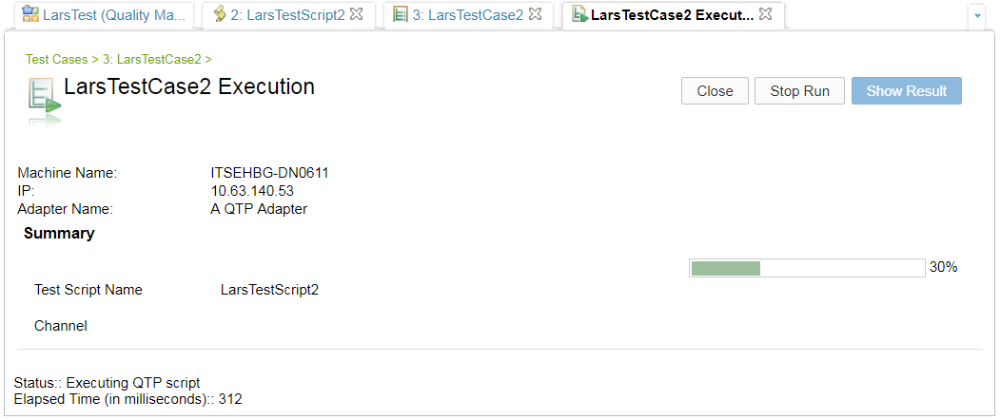 LarsTest (Quality Ma... 2: LarsTestScript2 3: LarsTestCase2 LarsTestCase2 Execut...
Test Cases > 3: LarsTestCase2 >
LarsTestCase2 Execution
Close Stop Run Show Result
Machine Name: ITSEHBG-DN0611
IP: 10.63.140.53
Adapter Name: A QTP Adapter
Summary
30%
Test Script Name LarsTestScript2
Channel
Status:: Executing QTP script
Elapsed Time (in milliseconds):: 312